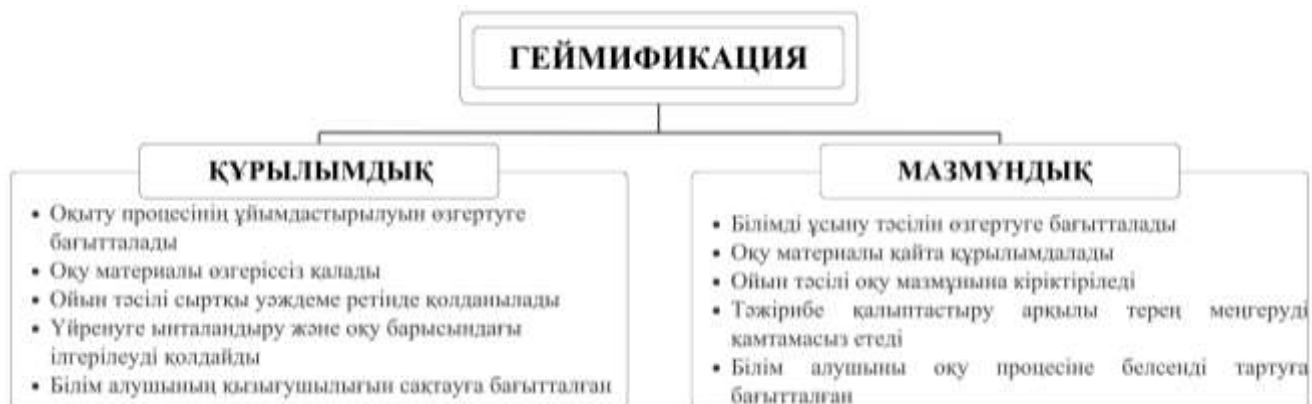 ГЕЙМИФИКАЦИЯ
ҚҰРЫЛЫМДЫҚ
• Оқыту процесінің ұйымдастырылуын өзгертуге
бағытталады
• Оқу материалы өзгеріссіз қалады
• Ойын тәсілі сыртқы уәждеме ретінде қолданылады
• Үйренуге ынталандыру және оқу барысындағы
ілгерілеуді қолдайды
• Білім алушының қызығушылығын сақтауға бағытталған
МАЗМҰНДЫҚ
• Білімді ұсыну тәсілін өзгертуге бағытталады
• Оқу материалы қайта құрылымдалады
• Ойын тәсілі оқу мазмұнына кіріктіріледі
• Тәжірибе қалыптастыру арқылы терең меңгеруді
қамтамасыз етеді
• Білім алушыны оқу процесіне белсенді тартуға
бағытталған